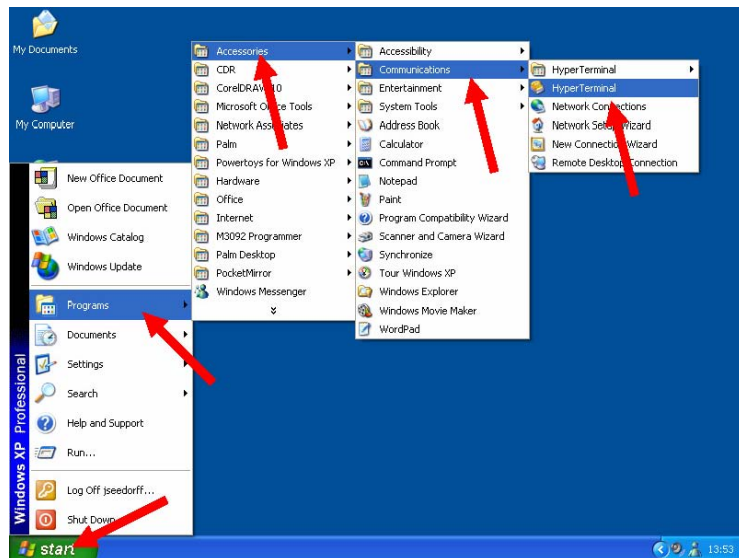 My Documents
My Computer
New Office Document
Open Office Document
Windows Catalog
Windows Update
Programs
Documents
Settings
Search
Help and Support
Run...
Log Off jseedorff...
Shut Down
Windows XP Professional
start
Accessories
CDR
CorelDRAW 10
Microsoft Office Tools
Network Associates
Palm
Powertoys for Windows XP
Hardware
Office
Internet
M3092 Programmer
Palm Desktop
PocketMirror
Windows Messenger
Accessibility
Communications
Entertainment
System Tools
Address Book
Calculator
Command Prompt
Notepad
Paint
Program Compatibility Wizard
Scanner and Camera Wizard
Synchronize
Tour Windows XP
Windows Explorer
Windows Movie Maker
WordPad
HyperTerminal
HyperTerminal
Network Connections
Network Setup Wizard
New Connection Wizard
Remote Desktop Connection
13:53